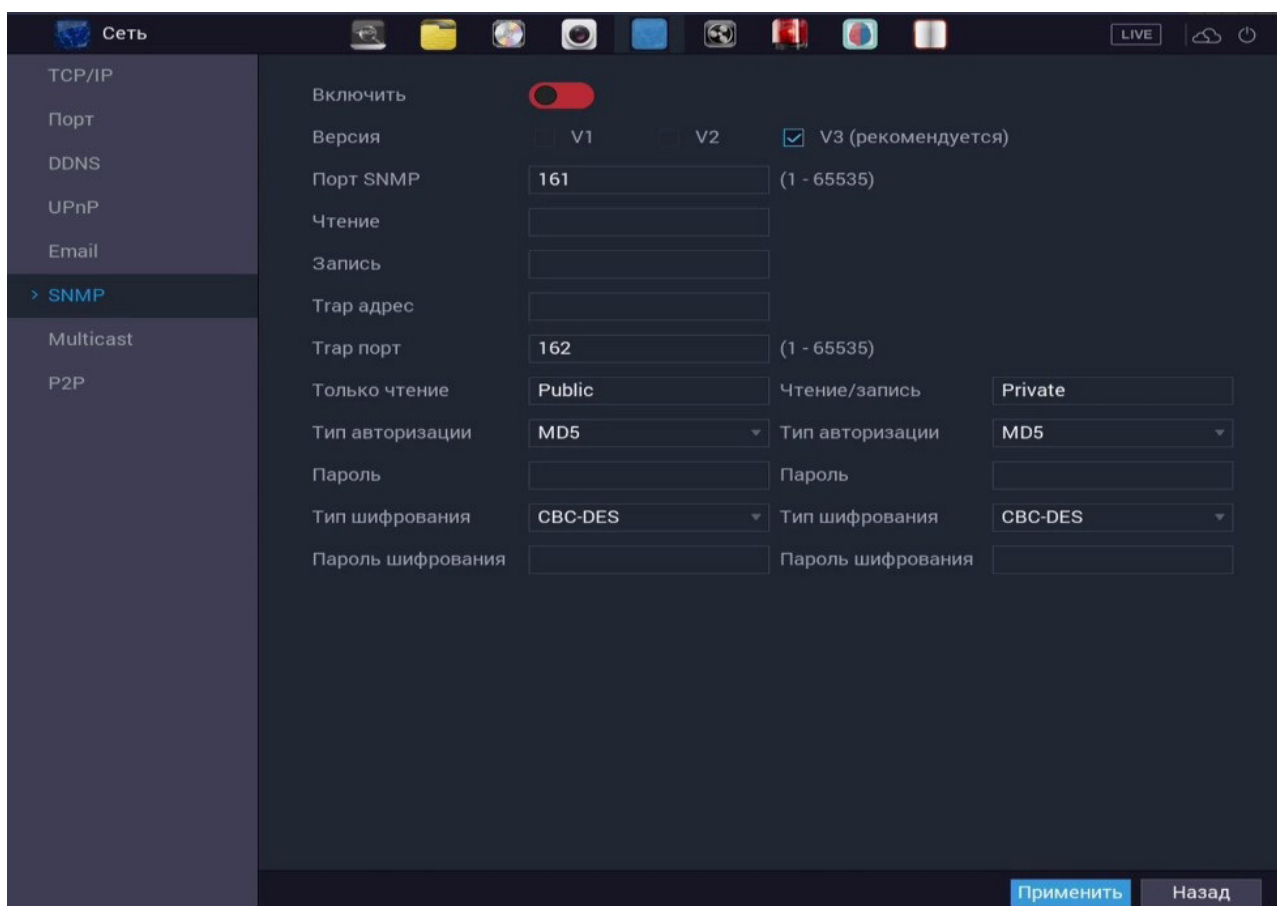 Сеть LIVE
TCP/IP
Порт
DDNS
UPnP
Email
> SNMP
Multicast
P2P
Включить
Версия V1 V2 V3 (рекомендуется)
Порт SNMP 161 (1 - 65535)
Чтение
Запись
Trap адрес
Trap порт 162 (1 - 65535)
Только чтение Public Чтение/запись Private
Тип авторизации MD5 Тип авторизации MD5
Пароль Пароль
Тип шифрования CBC-DES Тип шифрования CBC-DES
Пароль шифрования Пароль шифрования
Применить Назад